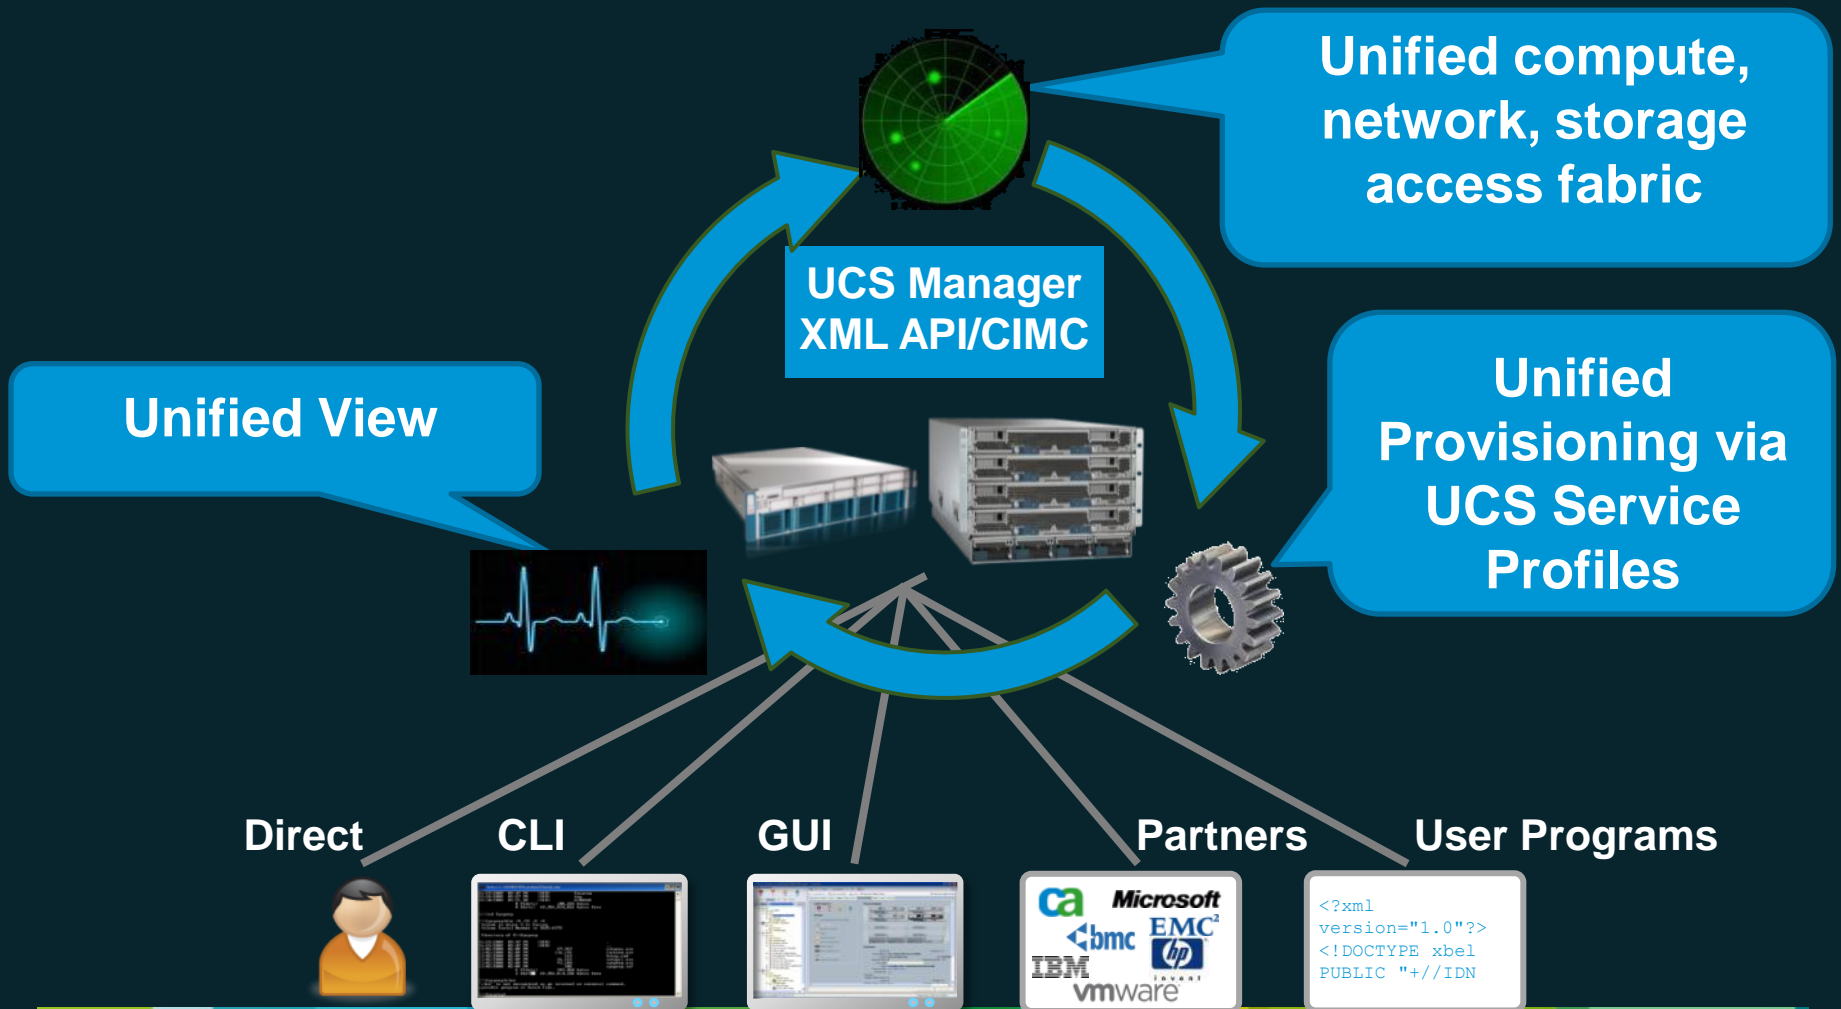 Unified compute,
network, storage
access fabric
UCS Manager
XML API/CIMC
Unified View
Unified
Provisioning via
UCS Service
Profiles
Direct
CLI
GUI
Partners
User Programs
ca
Microsoft
bmc
EMC²
hp
invent
IBM
vmware
<?xml
version="1.0"?>
<!DOCTYPE xbel
PUBLIC "+//IDN